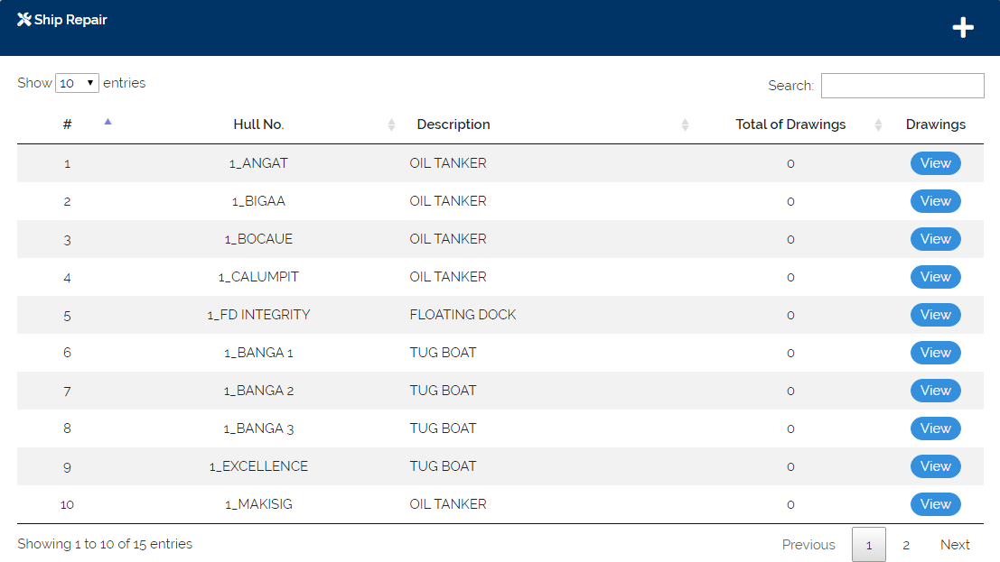 Ship Repair
Show 10 entries
Search:
# Hull No. Description Total of Drawings Drawings
1 1_ANGAT OIL TANKER 0 View
2 1_BIGAA OIL TANKER 0 View
3 1_BOCAUE OIL TANKER 0 View
4 1_CALUMPIT OIL TANKER 0 View
5 1_FD INTEGRITY FLOATING DOCK 0 View
6 1_BANGA 1 TUG BOAT 0 View
7 1_BANGA 2 TUG BOAT 0 View
8 1_BANGA 3 TUG BOAT 0 View
9 1_EXCELLENCE TUG BOAT 0 View
10 1_MAKISIG OIL TANKER 0 View
Showing 1 to 10 of 15 entries
Previous 1 2 Next